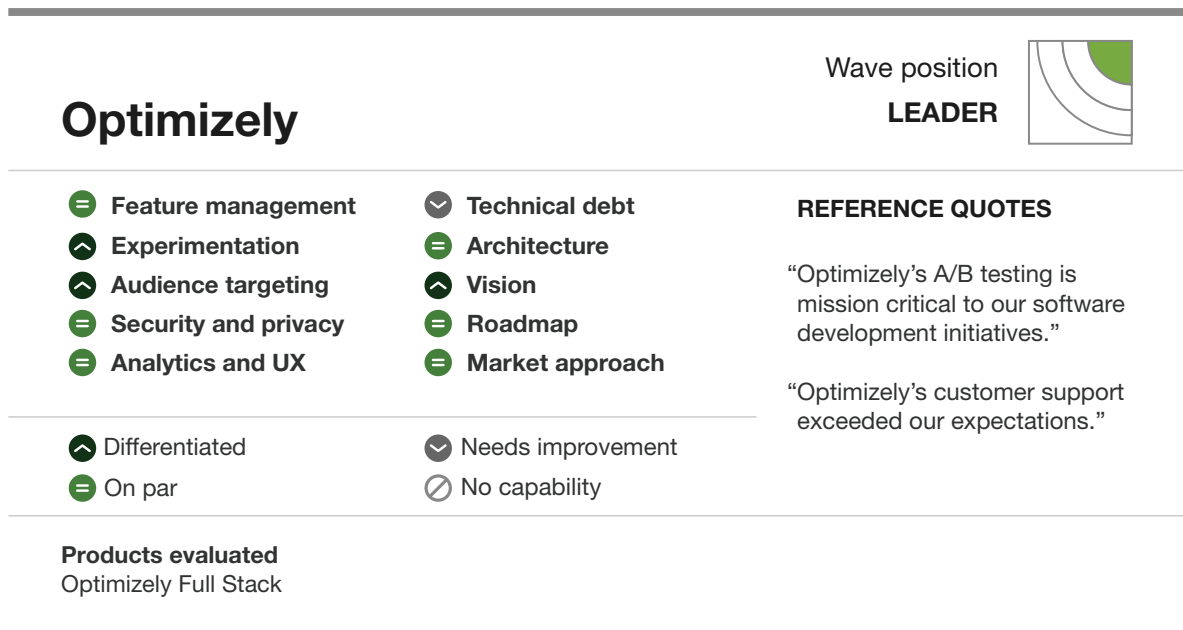 Optimizely
Wave position
LEADER
Feature management
Experimentation
Audience targeting
Security and privacy
Analytics and UX
Technical debt
Architecture
Vision
Roadmap
Market approach
Differentiated
On par
Needs improvement
No capability
REFERENCE QUOTES
“Optimizely’s A/B testing is
mission critical to our software
development initiatives.”
“Optimizely’s customer support
exceeded our expectations.”
Products evaluated
Optimizely Full Stack